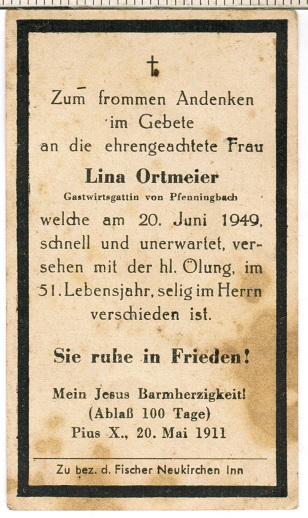 Zum frommen Andenken
im Gebete
an die ehrengeachtete Frau
Lina Ortmeier
Gastwirtsgattin von Pfenningbach
welche am 20. Juni 1949,
schnell und unerwartet, ver-
sehen mit der hl. Ölung, im
51. Lebensjahr, selig im Herrn
verschieden ist.
Sie ruhe in Frieden!
Mein Jesus Barmherzigkeit!
(Ablaß 100 Tage)
Pius X., 20. Mai 1911
Zu bez. d. Fischer Neukirchen Inn